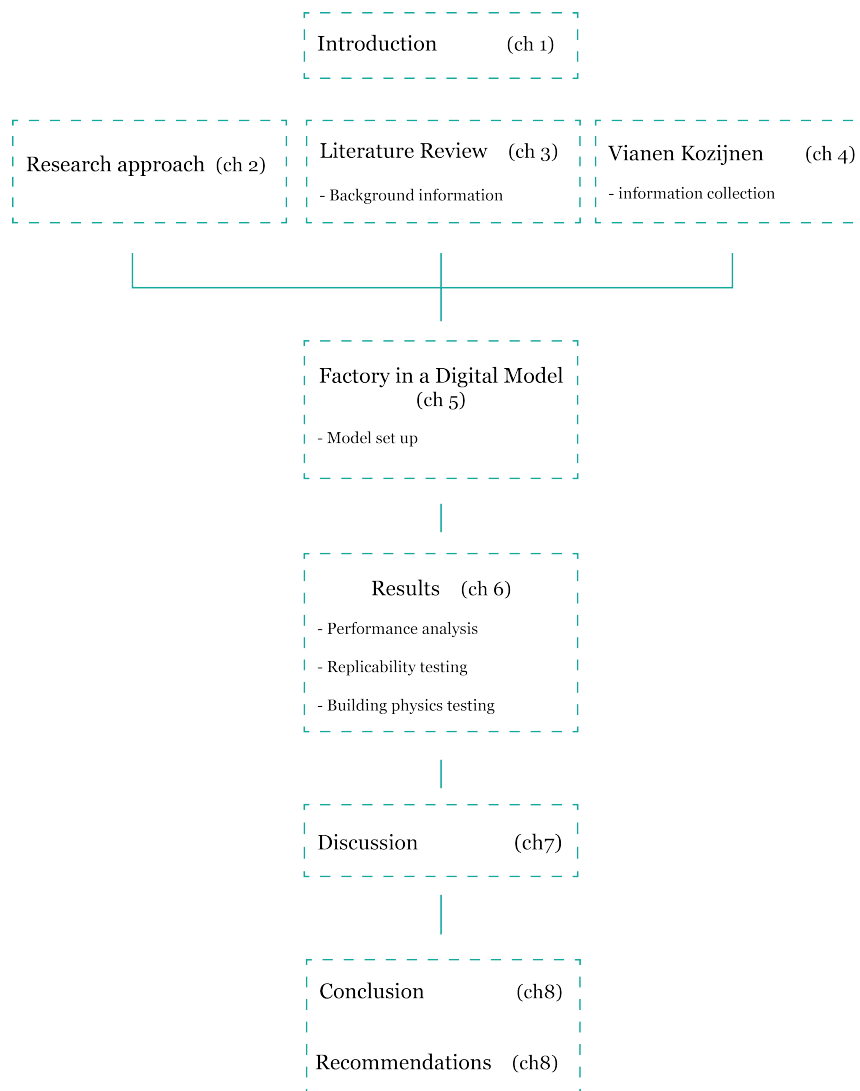 Introduction (ch 1)
Research approach (ch 2)
Literature Review (ch 3)
- Background information
Vianen Kozijnen (ch 4)
- information collection
Factory in a Digital Model
(ch 5)
- Model set up
Results (ch 6)
- Performance analysis
- Replicability testing
- Building physics testing
Discussion (ch7)
Conclusion (ch8)
Recommendations (ch8)